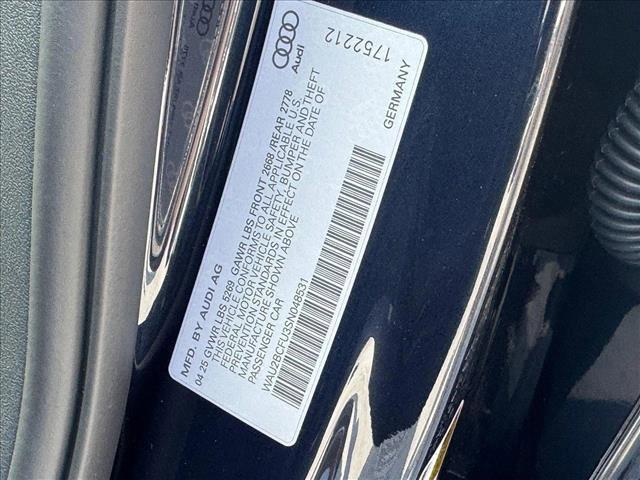 MFD. BY AUDI AG
04 25 GVWR LBS 5269 GAWR LBS FRONT 2668 /REAR 2778
THIS VEHICLE CONFORMS TO ALL APPLICABLE U.S.
FEDERAL MOTOR VEHICLE SAFETY, BUMPER AND THEFT
PREVENTION STANDARDS IN EFFECT ON THE DATE OF
MANUFACTURE SHOWN ABOVE
PASSENGER CAR
WAU2BCFU3SN048531
Audi
1752212
GERMANY